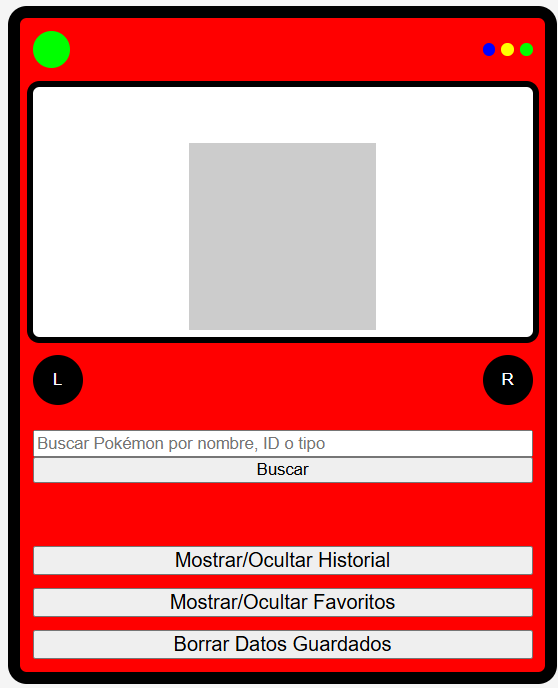 L
R
Buscar Pokémon por nombre, ID o tipo
Buscar
Mostrar/Ocultar Historial
Mostrar/Ocultar Favoritos
Borrar Datos Guardados